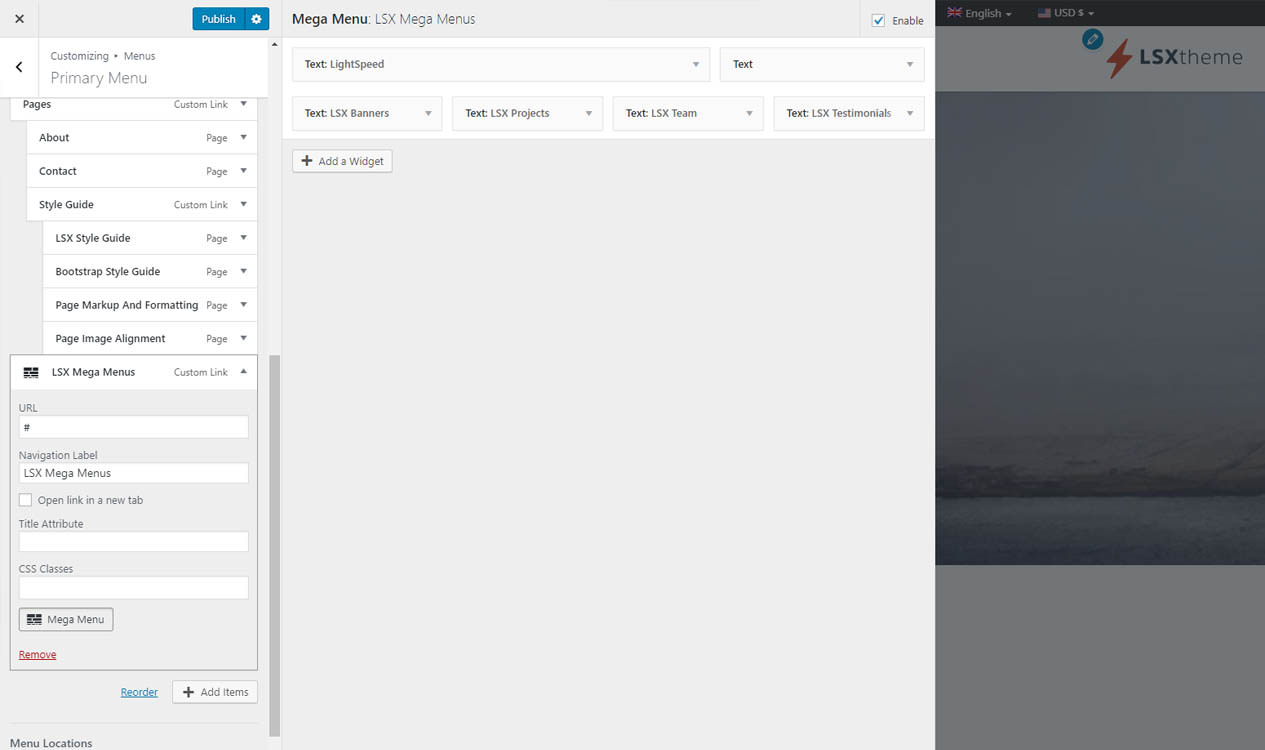 Publish
Customizing • Menus
Primary Menu
Pages Custom Link
About Page
Contact Page
Style Guide Custom Link
LSX Style Guide Page
Bootstrap Style Guide Page
Page Markup And Formatting Page
Page Image Alignment Page
LSX Mega Menus Custom Link
URL
#
Navigation Label
LSX Mega Menus
Open link in a new tab
Title Attribute
CSS Classes
Mega Menu
Remove
Reorder Add Items
Menu Locations
Mega Menu: LSX Mega Menus Enable
Text: LightSpeed Text
Text: LSX Banners Text: LSX Projects Text: LSX Team Text: LSX Testimonials
Add a Widget
English USD $
LSXtheme